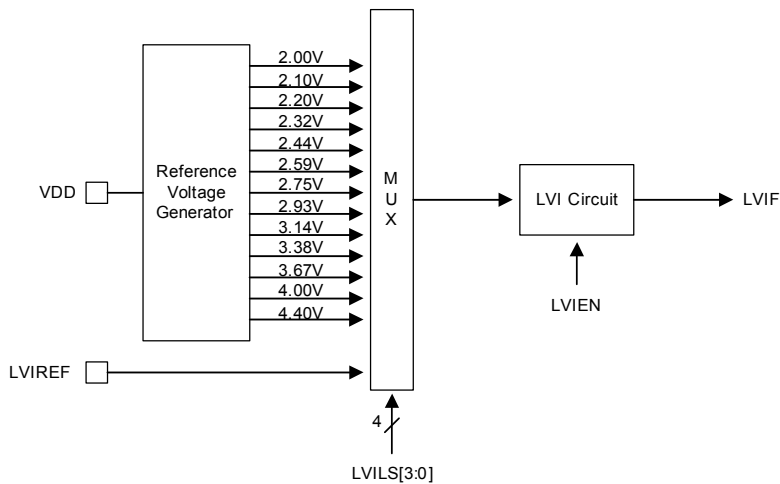 2.00V
2.10V
2.20V
2.32V
2.44V
2.59V
2.75V
2.93V
3.14V
3.38V
3.67V
4.00V
4.40V
Reference
Voltage
Generator
VDD
M
U
X
LVI Circuit
LVIF
LVIEN
LVIREF
4
LVILS[3:0]